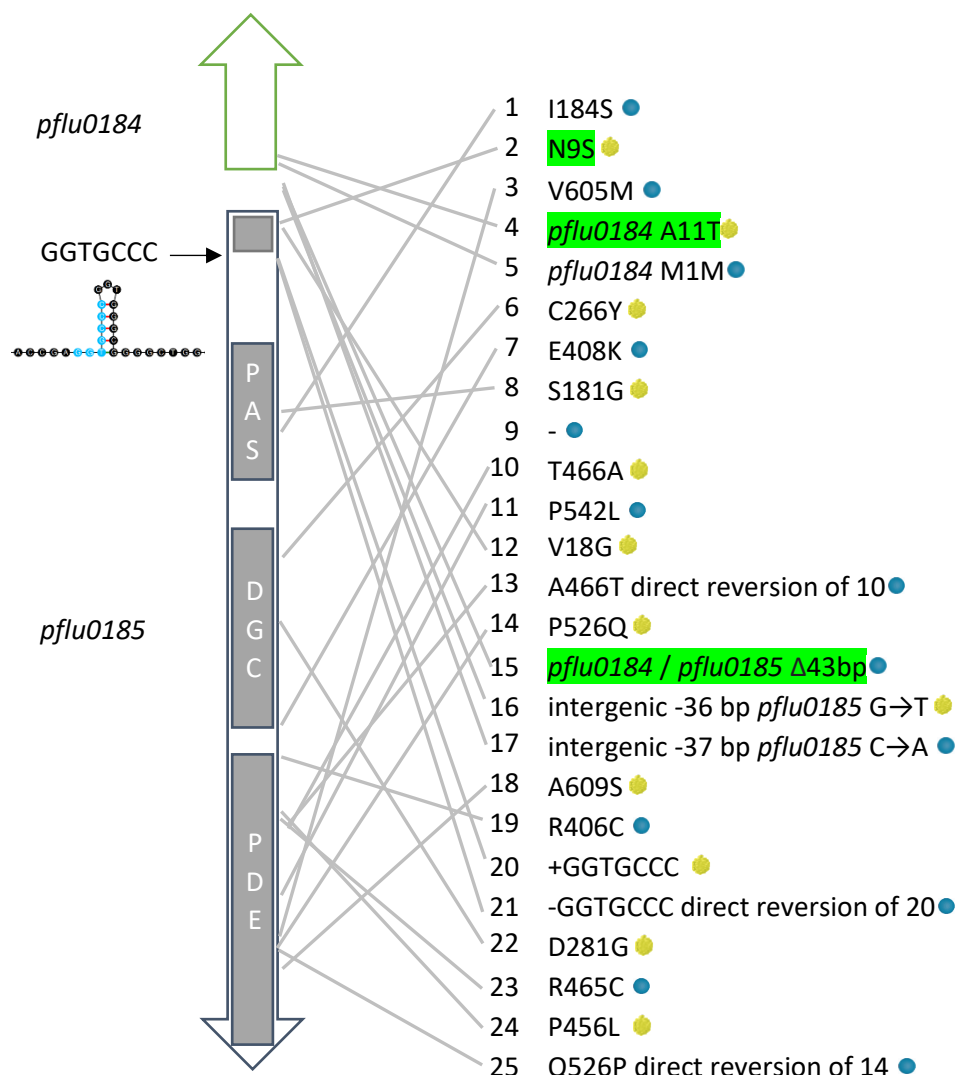 pflu0184
GGTGCCC
pflu0185
P
A
S
D
G
C
P
D
E
1 I184S
2 N9S
3 V605M
4 pflu0184 A11T
5 pflu0184 M1M
6 C266Y
7 E408K
8 S181G
9 -
10 T466A
11 P542L
12 V18G
13 A466T direct reversion of 10
14 P526Q
15 pflu0184 / pflu0185 Δ43bp
16 intergenic -36 bp pflu0185 G→T
17 intergenic -37 bp pflu0185 C→A
18 A609S
19 R406C
20 +GGTGCCC
21 -GGTGCCC direct reversion of 20
22 D281G
23 R465C
24 P456L
25 Q526P direct reversion of 14